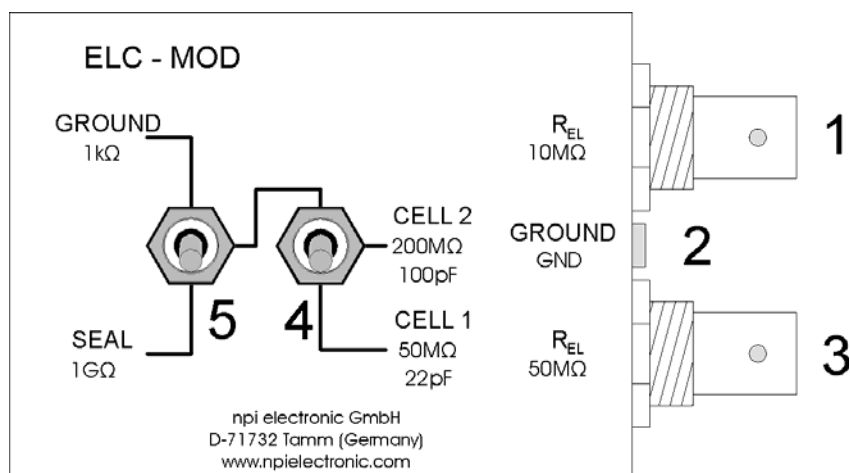 ELC - MOD
GROUND
1kΩ
SEAL
1GΩ
5
4
CELL 2
200MΩ
100pF
CELL 1
50MΩ
22pF
R_EL
10MΩ
GROUND
GND
R_EL
50MΩ
1
2
3
npi electronic GmbH
D-71732 Tamm (Germany)
www.npielectronic.com